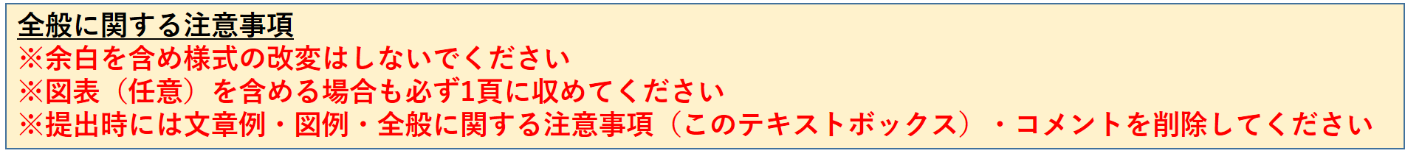 全般に関する注意事項
※余白を含め様式の改変はしないでください
※図表（任意）を含める場合も必ず1頁に収めてください
※提出時には文章例・図例・全般に関する注意事項（このテキストボックス）・コメントを削除してください